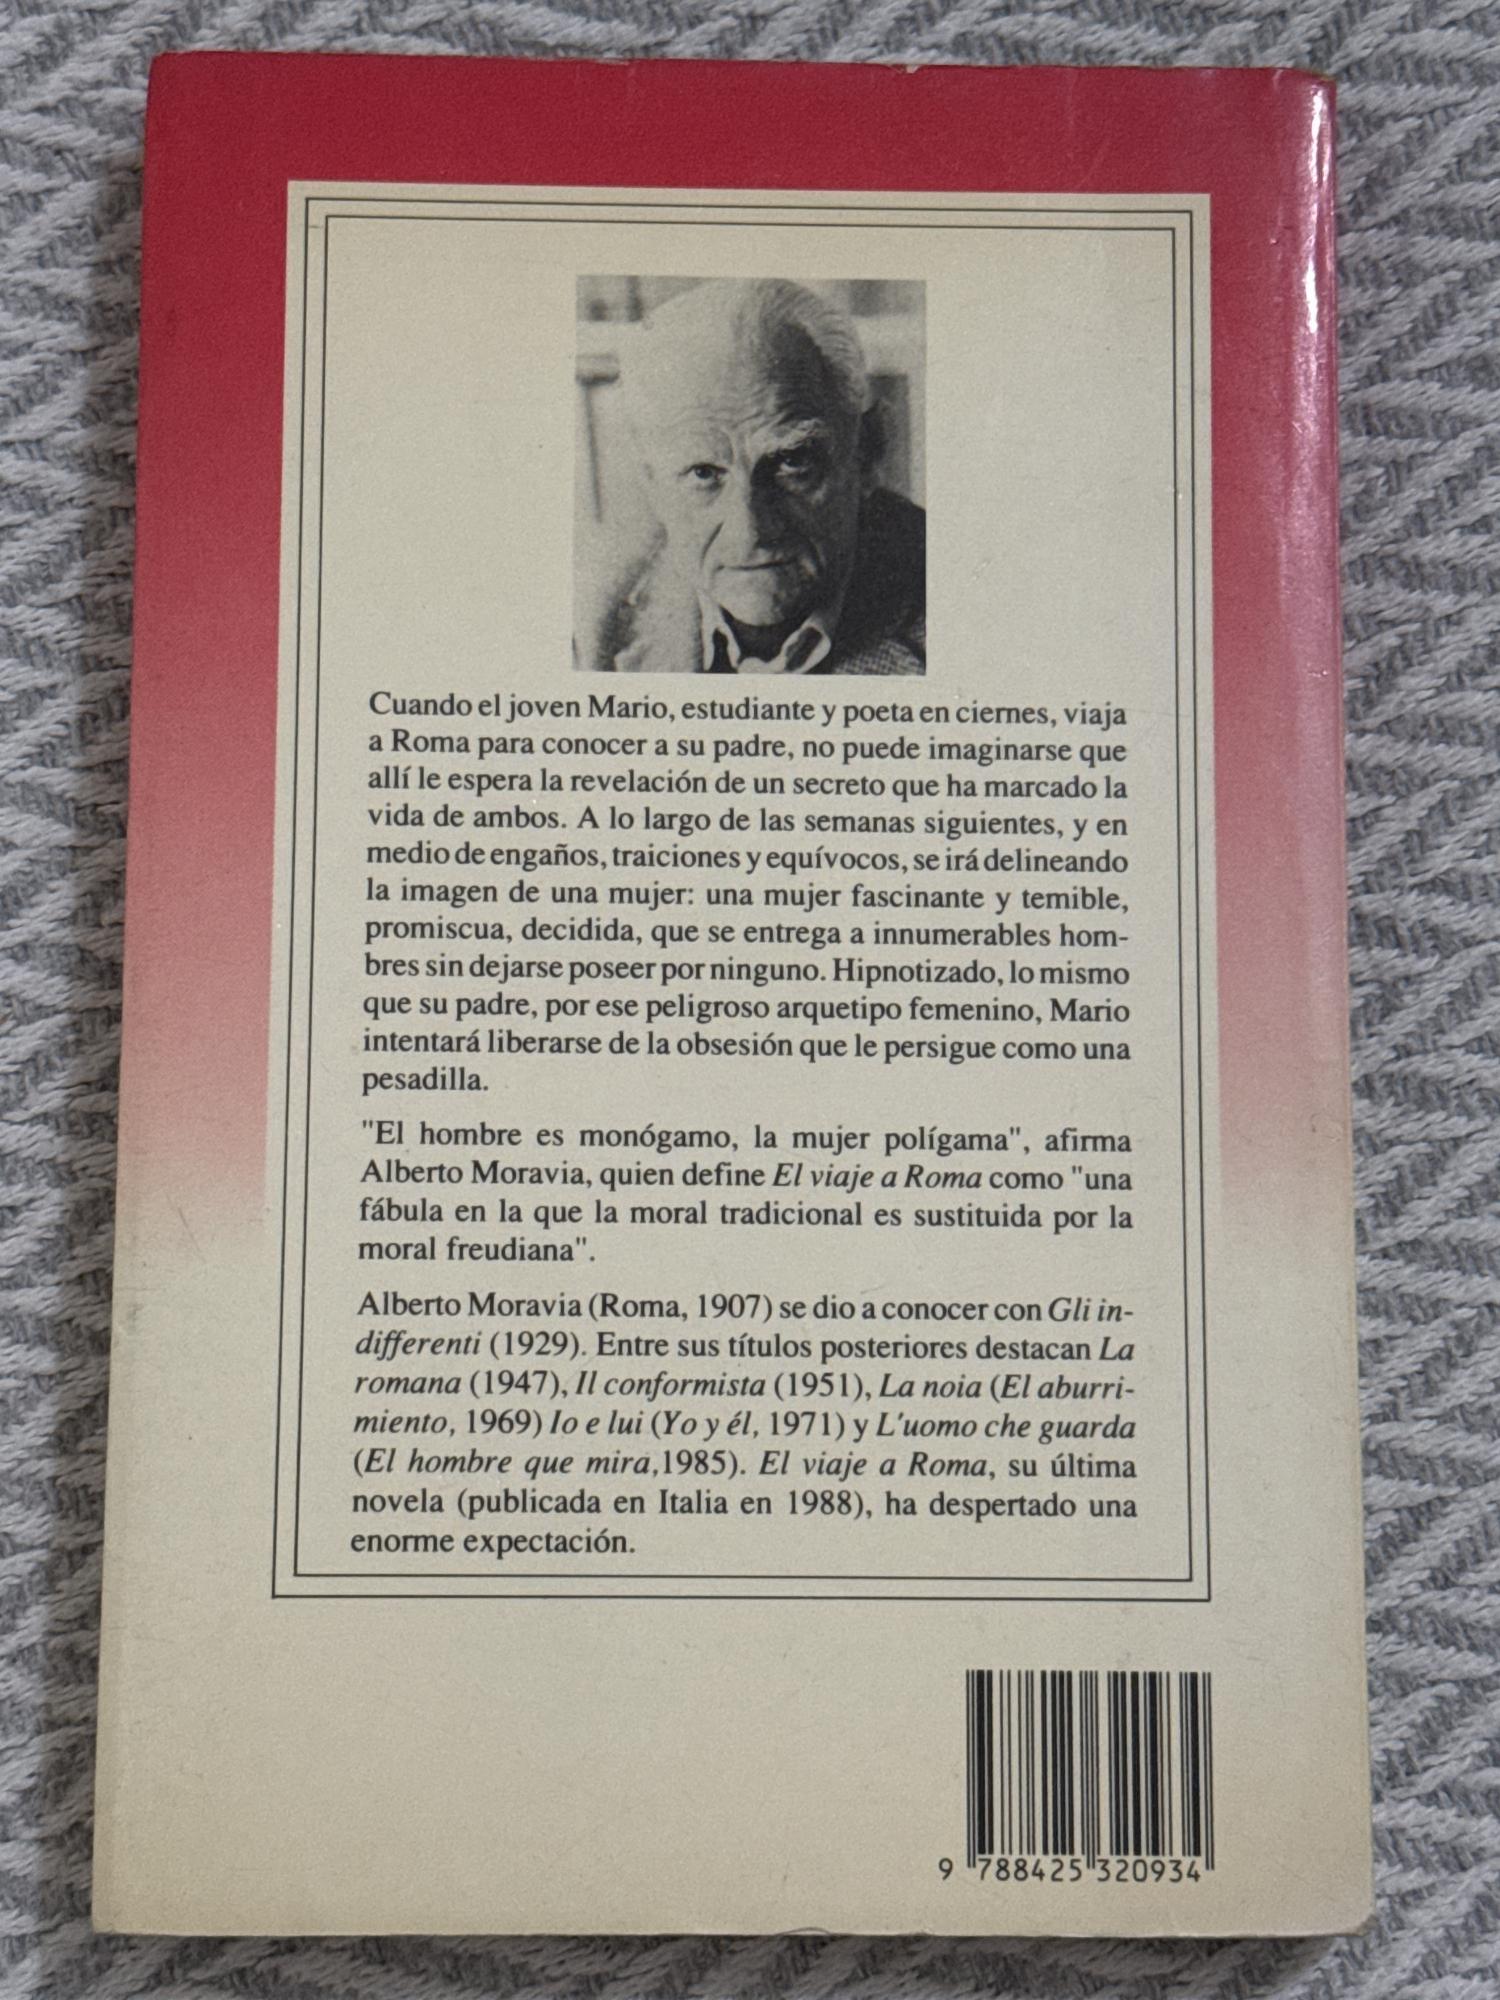 Cuando el joven Mario, estudiante y poeta en ciernes, viaja
a Roma para conocer a su padre, no puede imaginarse que
allí le espera la revelación de un secreto que ha marcado la
vida de ambos. A lo largo de las semanas siguientes, y en
medio de engaños, traiciones y equívocos, se irá delineando
la imagen de una mujer: una mujer fascinante y temible,
promiscua, decidida, que se entrega a innumerables hom-
bres sin dejarse poseer por ninguno. Hipnotizado, lo mismo
que su padre, por ese peligroso arquetipo femenino, Mario
intentará liberarse de la obsesión que le persigue como una
pesadilla.
"El hombre es monógamo, la mujer polígama", afirma
Alberto Moravia, quien define El viaje a Roma como "una
fábula en la que la moral tradicional es sustituida por la
moral freudiana".
Alberto Moravia (Roma, 1907) se dio a conocer con Gli in-
differenti (1929). Entre sus títulos posteriores destacan La
romana (1947), Il conformista (1951), La noia (El aburri-
miento, 1969) Io e lui (Yo y él, 1971) y L'uomo che guarda
(El hombre que mira,1985). El viaje a Roma, su última
novela (publicada en Italia en 1988), ha despertado una
enorme expectación.
9 788425 320934